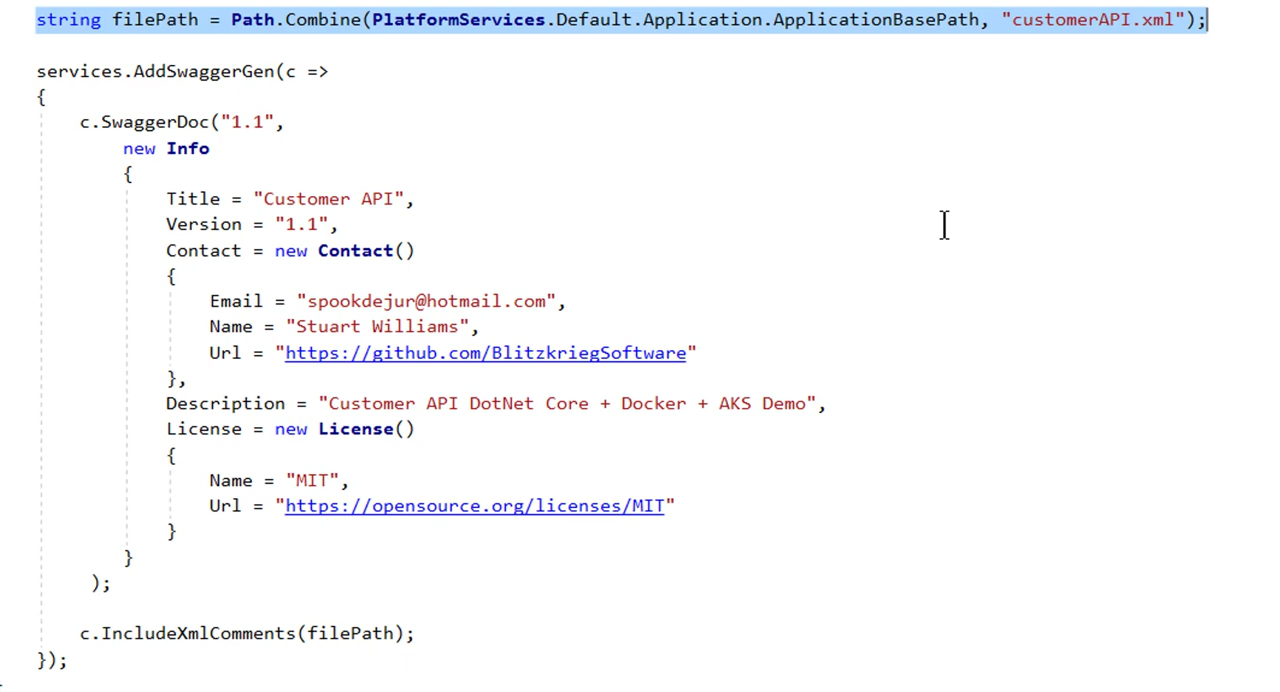 string filePath = Path.Combine(PlatformServices.Default.Application.ApplicationBasePath, "customerAPI.xml");
services.AddSwaggerGen(c =>
{
c.SwaggerDoc("1.1",
new Info
{
Title = "Customer API",
Version = "1.1",
Contact = new Contact()
{
Email = "spookdejur@hotmail.com",
Name = "Stuart Williams",
Url = "https://github.com/BlitzkriegSoftware"
},
Description = "Customer API DotNet Core + Docker + AKS Demo",
License = new License()
{
Name = "MIT",
Url = "https://opensource.org/licenses/MIT"
}
}
);
c.IncludeXmlComments(filePath);
});